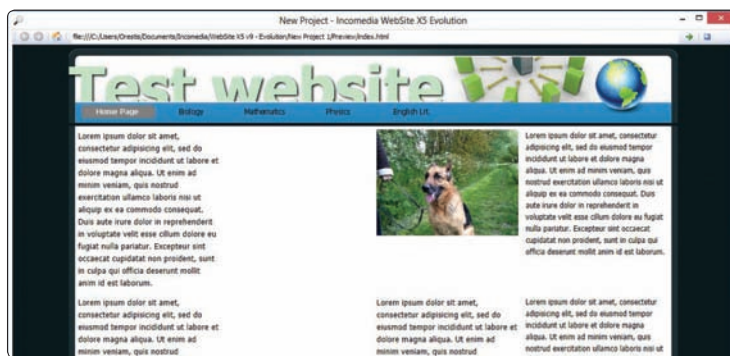 New Project - Incomedia WebSite X5 Evolution
file:///C:/Users/Oreste/Documents/Incomedia/WebSite X5 v9 - Evolution/New Project 1/Preview/index.html
Test website
Home Page Biology Mathematics Physics English Lit.
Lorem ipsum dolor sit amet,
consectetur adipisicing elit, sed do
eiusmod tempor incididunt ut labore et
dolore magna aliqua. Ut enim ad
minim veniam, quis nostrud
exercitation ullamco laboris nisi ut
aliquip ex ea commodo consequat.
Duis aute irure dolor in reprehenderit
in voluptate velit esse cillum dolore eu
fugiat nulla pariatur. Excepteur sint
occaecat cupidatat non proident, sunt
in culpa qui officia deserunt mollit
anim id est laborum.
Lorem ipsum dolor sit amet, consectetur
adipisicing elit, sed do eiusmod tempor
incididunt ut labore et dolore magna
aliqua. Ut enim ad minim veniam, quis
nostrud exercitation ullamco laboris nisi ut
aliquip ex ea commodo consequat. Duis
aute irure dolor in reprehenderit in
voluptate velit esse cillum dolore eu fugiat
nulla pariatur. Excepteur sint occaecat
cupidatat non proident, sunt in culpa qui
officia deserunt mollit anim id est laborum.
Lorem ipsum dolor sit amet,
consectetur adipisicing elit, sed do
eiusmod tempor incididunt ut labore et
dolore magna aliqua. Ut enim ad
minim veniam, quis nostrud
Lorem ipsum dolor sit amet,
consectetur adipisicing elit, sed do
eiusmod tempor incididunt ut labore et
dolore magna aliqua. Ut enim ad
minim veniam, quis nostrud
Lorem ipsum dolor sit amet, consectetur
adipisicing elit, sed do eiusmod tempor
incididunt ut labore et dolore magna
aliqua. Ut enim ad minim veniam, quis
nostrud exercitation ullamco laboris nisi ut